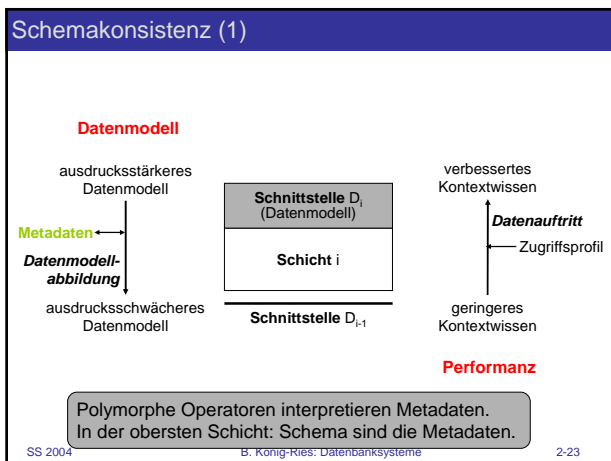 Schemakonsistenz (1)
Datenmodell
ausdrucksstärkeres
Datenmodell
Metadaten
Datenmodell-
abbildung
ausdrucksschwächeres
Datenmodell
Schnittstelle Di
(Datenmodell)
Schicht i
Schnittstelle Di-1
verbessertes
Kontextwissen
Datenauftritt
Zugriffsprofil
geringeres
Kontextwissen
Performanz
Polymorphe Operatoren interpretieren Metadaten.
In der obersten Schicht: Schema sind die Metadaten.
SS 2004 B. König-Ries: Datenbanksysteme 2-23